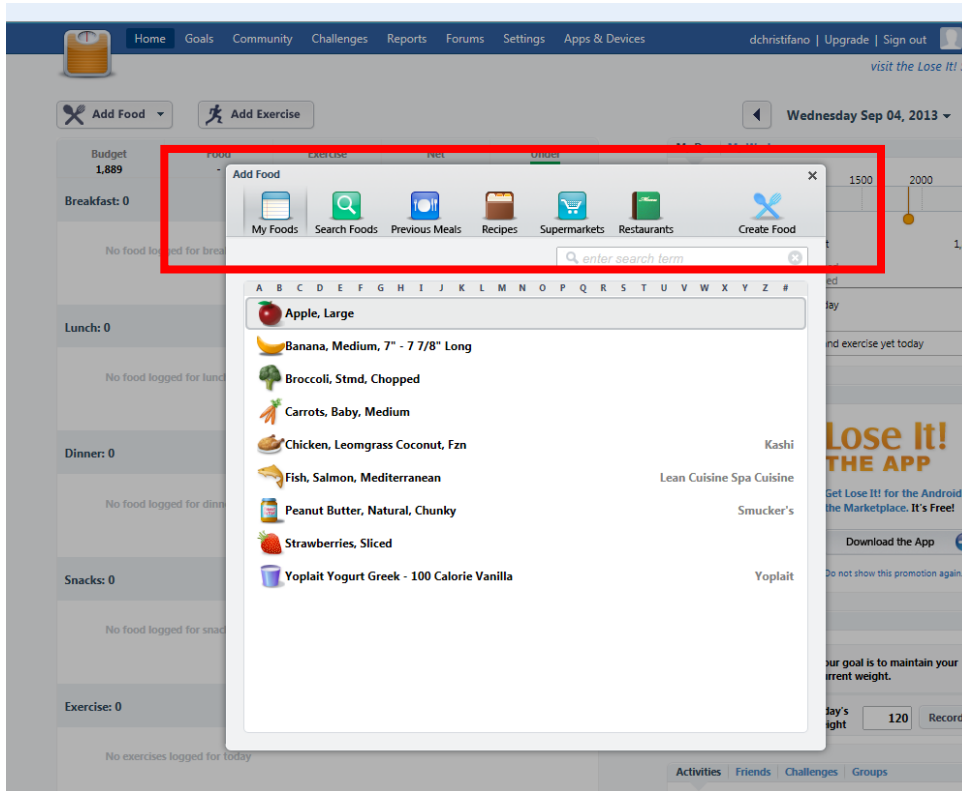 Home Goals Community Challenges Reports Forums Settings Apps & Devices dchristifano | Upgrade | Sign out
visit the Lose It!
Add Food Add Exercise Wednesday Sep 04, 2013
Budget Food Exercise Net Under
1,889 -
1500 2000
Breakfast: 0
No food logged for brea
Lunch: 0
No food logged for lunc
Dinner: 0
No food logged for dinn
Snacks: 0
No food logged for snac
Exercise: 0
No exercises logged for today
Add Food
My Foods Search Foods Previous Meals Recipes Supermarkets Restaurants Create Food
enter search term
A B C D E F G H I J K L M N O P Q R S T U V W X Y Z #
Apple, Large
Banana, Medium, 7" - 7 7/8" Long
Broccoli, Stmd, Chopped
Carrots, Baby, Medium
Chicken, Leomgrass Coconut, Fzn Kashi
Fish, Salmon, Mediterranean Lean Cuisine Spa Cuisine
Peanut Butter, Natural, Chunky Smucker's
Strawberries, Sliced
Yoplait Yogurt Greek - 100 Calorie Vanilla Yoplait
1,
ed
day
nd exercise yet today
Lose It!
THE APP
Get Lose It! for the Android
the Marketplace. It's Free!
Download the App
Do not show this promotion again
our goal is to maintain your
urrent weight.
day's
ight 120 Record
Activities Friends Challenges Groups